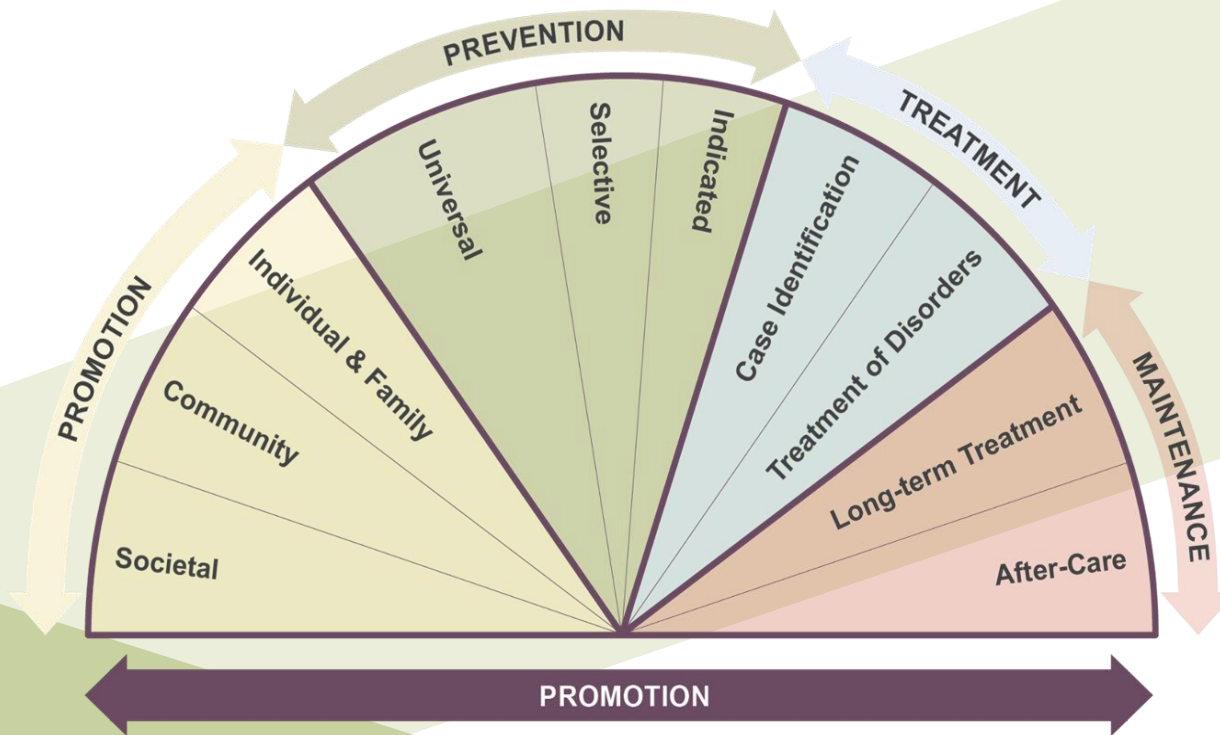 PREVENTION
PROMOTION
TREATMENT
MAINTENANCE
Societal
Community
Individual & Family
Universal
Selective
Indicated
Case Identification
Treatment of Disorders
Long-term Treatment
After-Care
PROMOTION